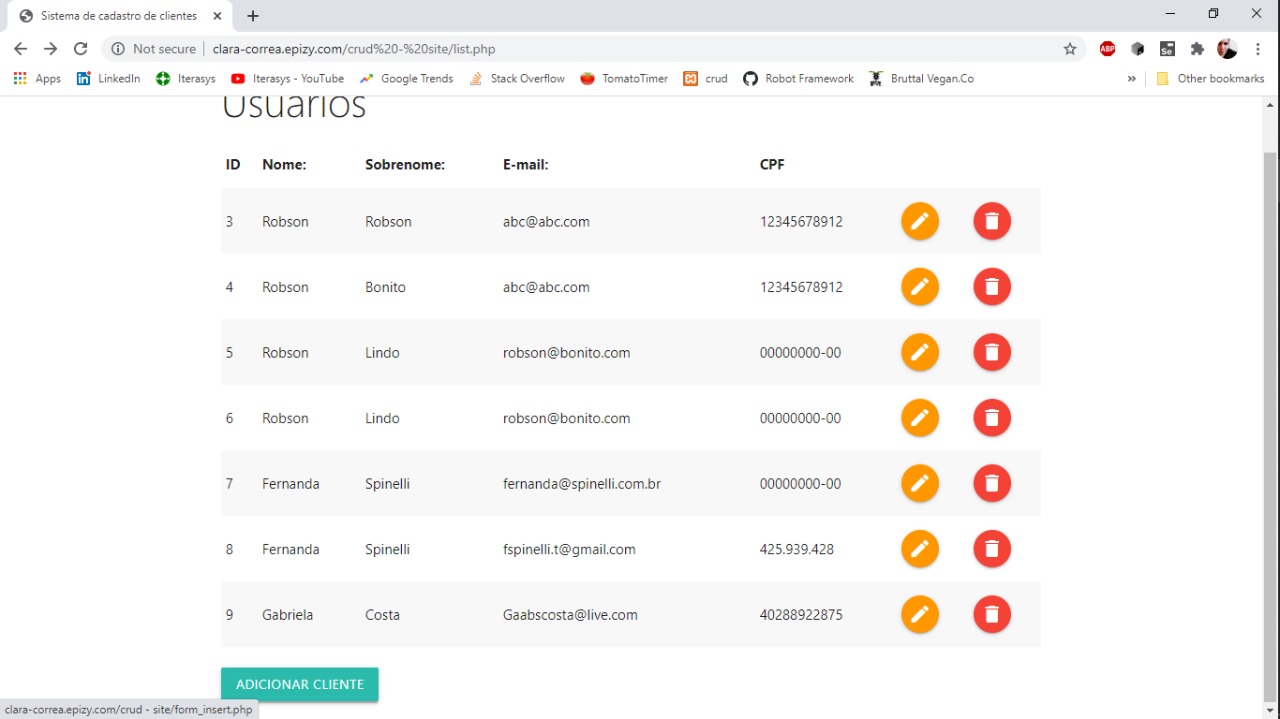 Sistema de cadastro de clientes
Not secure | clara-correa.epizy.com/crud%20-%20site/list.php
ABP Se
Apps LinkedIn Iterasys Iterasys - YouTube Google Trends Stack Overflow TomatoTimer crud Robot Framework Bruttal Vegan.Co » Other bookmarks
Usuarios
ID Nome: Sobrenome: E-mail: CPF
3 Robson Robson abc@abc.com 12345678912
4 Robson Bonito abc@abc.com 12345678912
5 Robson Lindo robson@bonito.com 00000000-00
6 Robson Lindo robson@bonito.com 00000000-00
7 Fernanda Spinelli fernanda@spinelli.com.br 00000000-00
8 Fernanda Spinelli fspinelli.t@gmail.com 425.939.428
9 Gabriela Costa Gaabscosta@live.com 40288922875
ADICIONAR CLIENTE
clara-correa.epizy.com/crud - site/form_insert.php